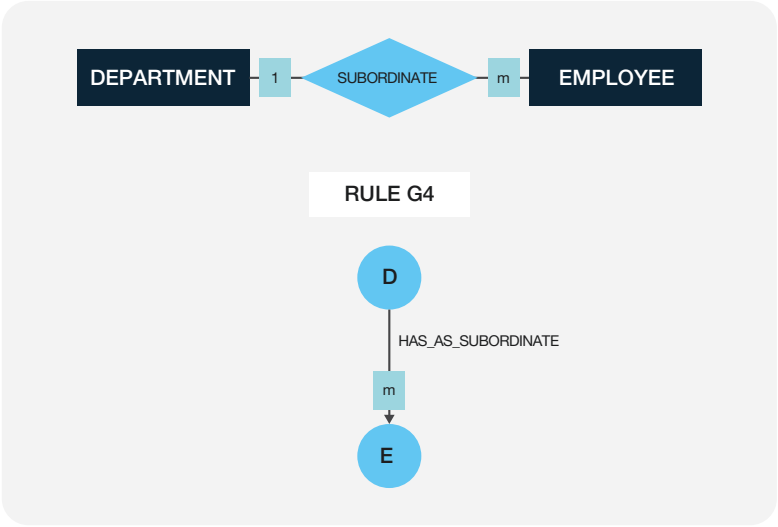 DEPARTMENT 1 SUBORDINATE m EMPLOYEE
RULE G4
D
HAS_AS_SUBORDINATE
m
E